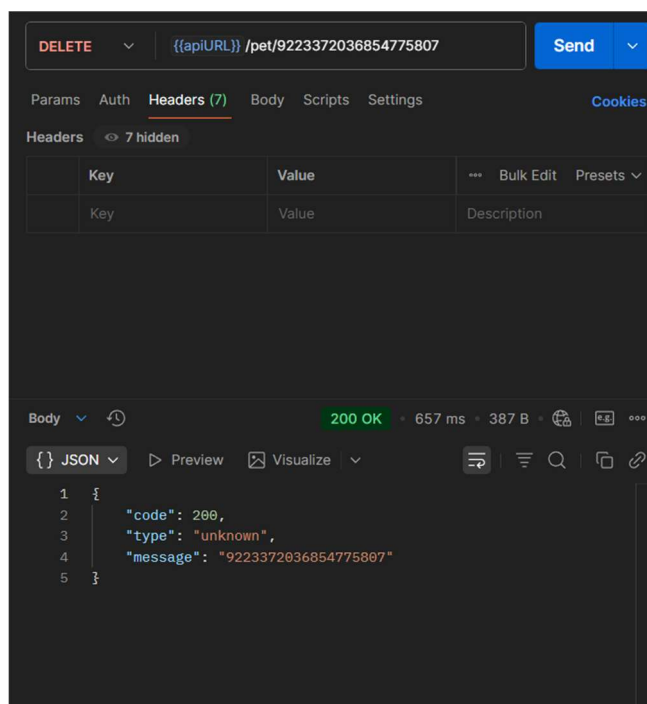 DELETE {{apiURL}} /pet/9223372036854775807 Send
Params Auth Headers (7) Body Scripts Settings Cookies
Headers 7 hidden
Key Value Bulk Edit Presets
Key Value Description
Body 200 OK 657 ms 387 B e.g.
{} JSON Preview Visualize
1 {
2 "code": 200,
3 "type": "unknown",
4 "message": "9223372036854775807"
5 }